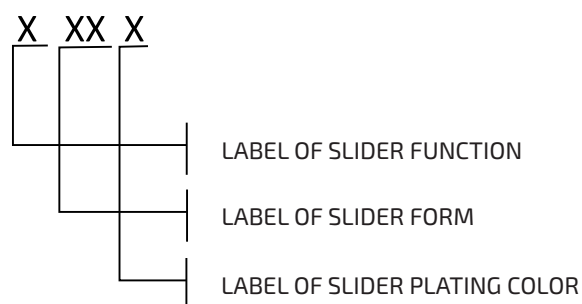 X XX X
LABEL OF SLIDER FUNCTION
LABEL OF SLIDER FORM
LABEL OF SLIDER PLATING COLOR